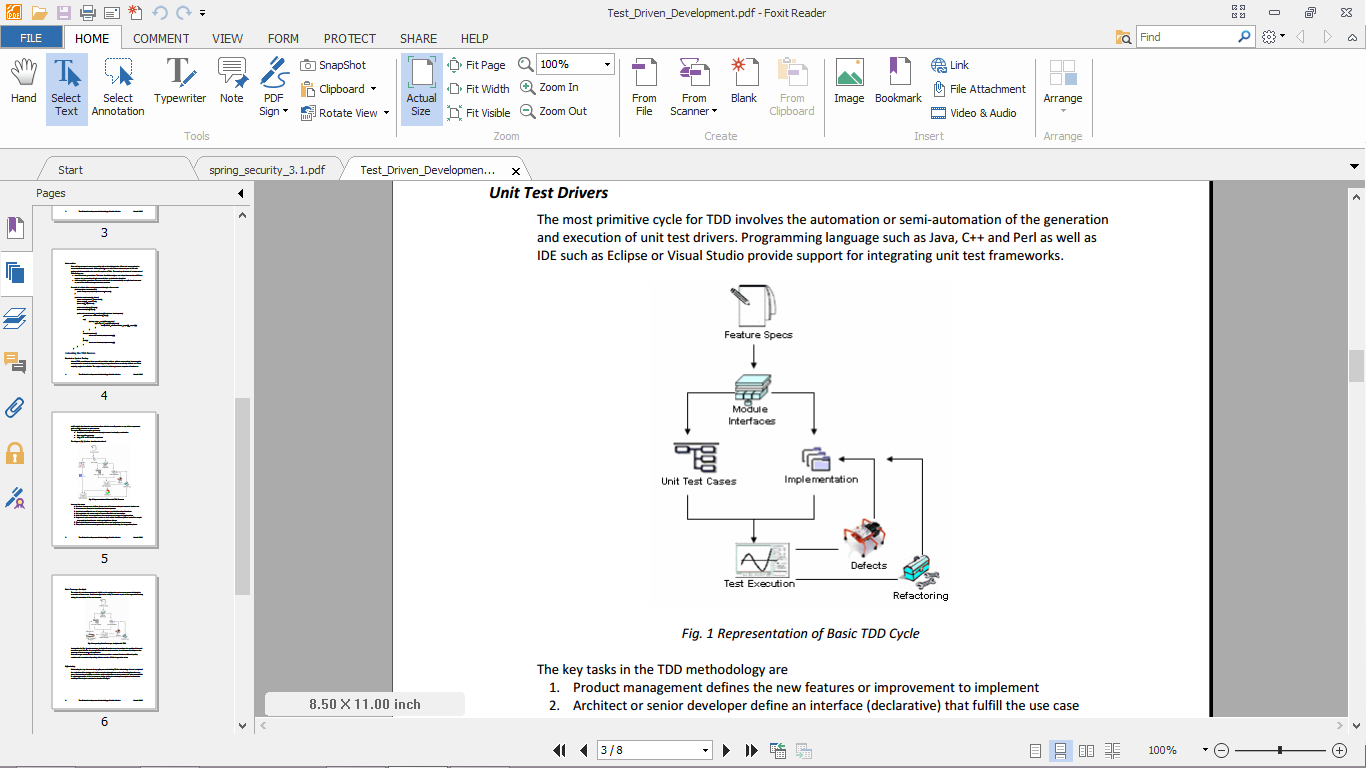 Test_Driven_Development.pdf - Foxit Reader
FILE
HOME
COMMENT
VIEW
FORM
PROTECT
SHARE
HELP
Find
Hand
Select Text
Select Annotation
Typewriter
Note
PDF Sign
SnapShot
Clipboard
Rotate View
Tools
Actual Size
Fit Page
Fit Width
Fit Visible
100%
Zoom In
Zoom Out
Zoom
From File
From Scanner
Blank
From Clipboard
Create
Image
Bookmark
Link
File Attachment
Video & Audio
Insert
Arrange
Arrange
Start
spring_security_3.1.pdf
Test_Driven_Developmen...
Pages
3
4
5
6
Unit Test Drivers
The most primitive cycle for TDD involves the automation or semi-automation of the generation
and execution of unit test drivers. Programming language such as Java, C++ and Perl as well as
IDE such as Eclipse or Visual Studio provide support for integrating unit test frameworks.
Feature Specs
Module
Interfaces
Unit Test Cases
Implementation
Defects
Test Execution
Refactoring
Fig. 1 Representation of Basic TDD Cycle
The key tasks in the TDD methodology are
1. Product management defines the new features or improvement to implement
2. Architect or senior developer define an interface (declarative) that fulfill the use case
8.50 X 11.00 inch
3 / 8
100%